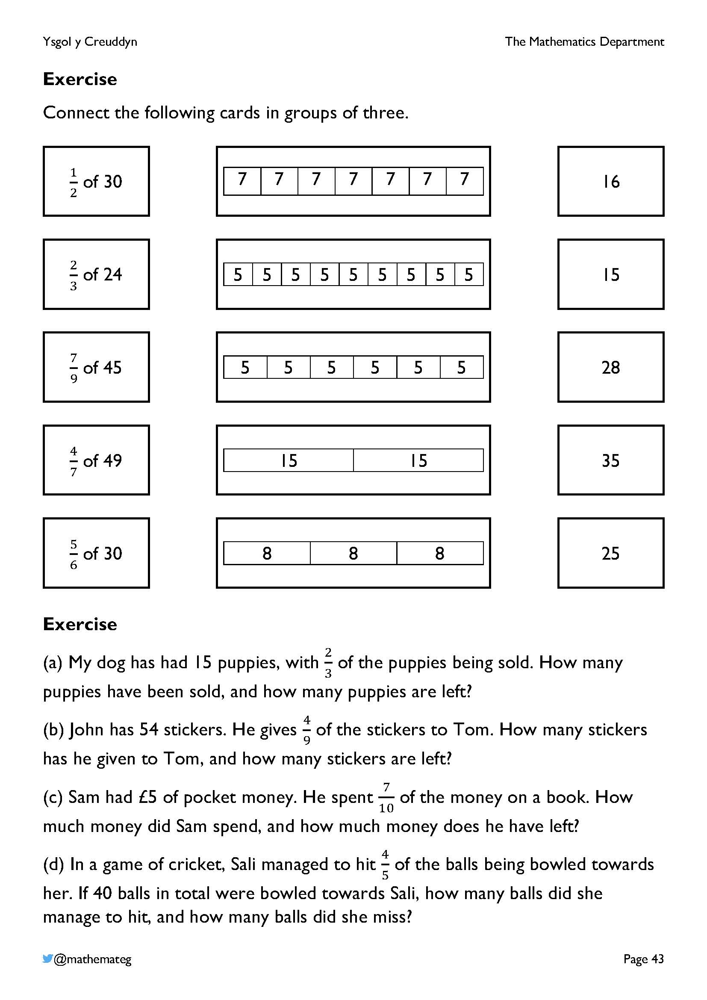 Ysgol y Creuddyn The Mathematics Department
Exercise
Connect the following cards in groups of three.
1/2 of 30 7 7 7 7 7 7 7 16
2/3 of 24 5 5 5 5 5 5 5 5 5 15
7/9 of 45 5 5 5 5 5 5 28
4/7 of 49 15 15 35
5/6 of 30 8 8 8 25
Exercise
(a) My dog has had 15 puppies, with 2/3 of the puppies being sold. How many
puppies have been sold, and how many puppies are left?
(b) John has 54 stickers. He gives 4/9 of the stickers to Tom. How many stickers
has he given to Tom, and how many stickers are left?
(c) Sam had £5 of pocket money. He spent 7/10 of the money on a book. How
much money did Sam spend, and how much money does he have left?
(d) In a game of cricket, Sali managed to hit 4/5 of the balls being bowled towards
her. If 40 balls in total were bowled towards Sali, how many balls did she
manage to hit, and how many balls did she miss?
@mathemateg Page 43